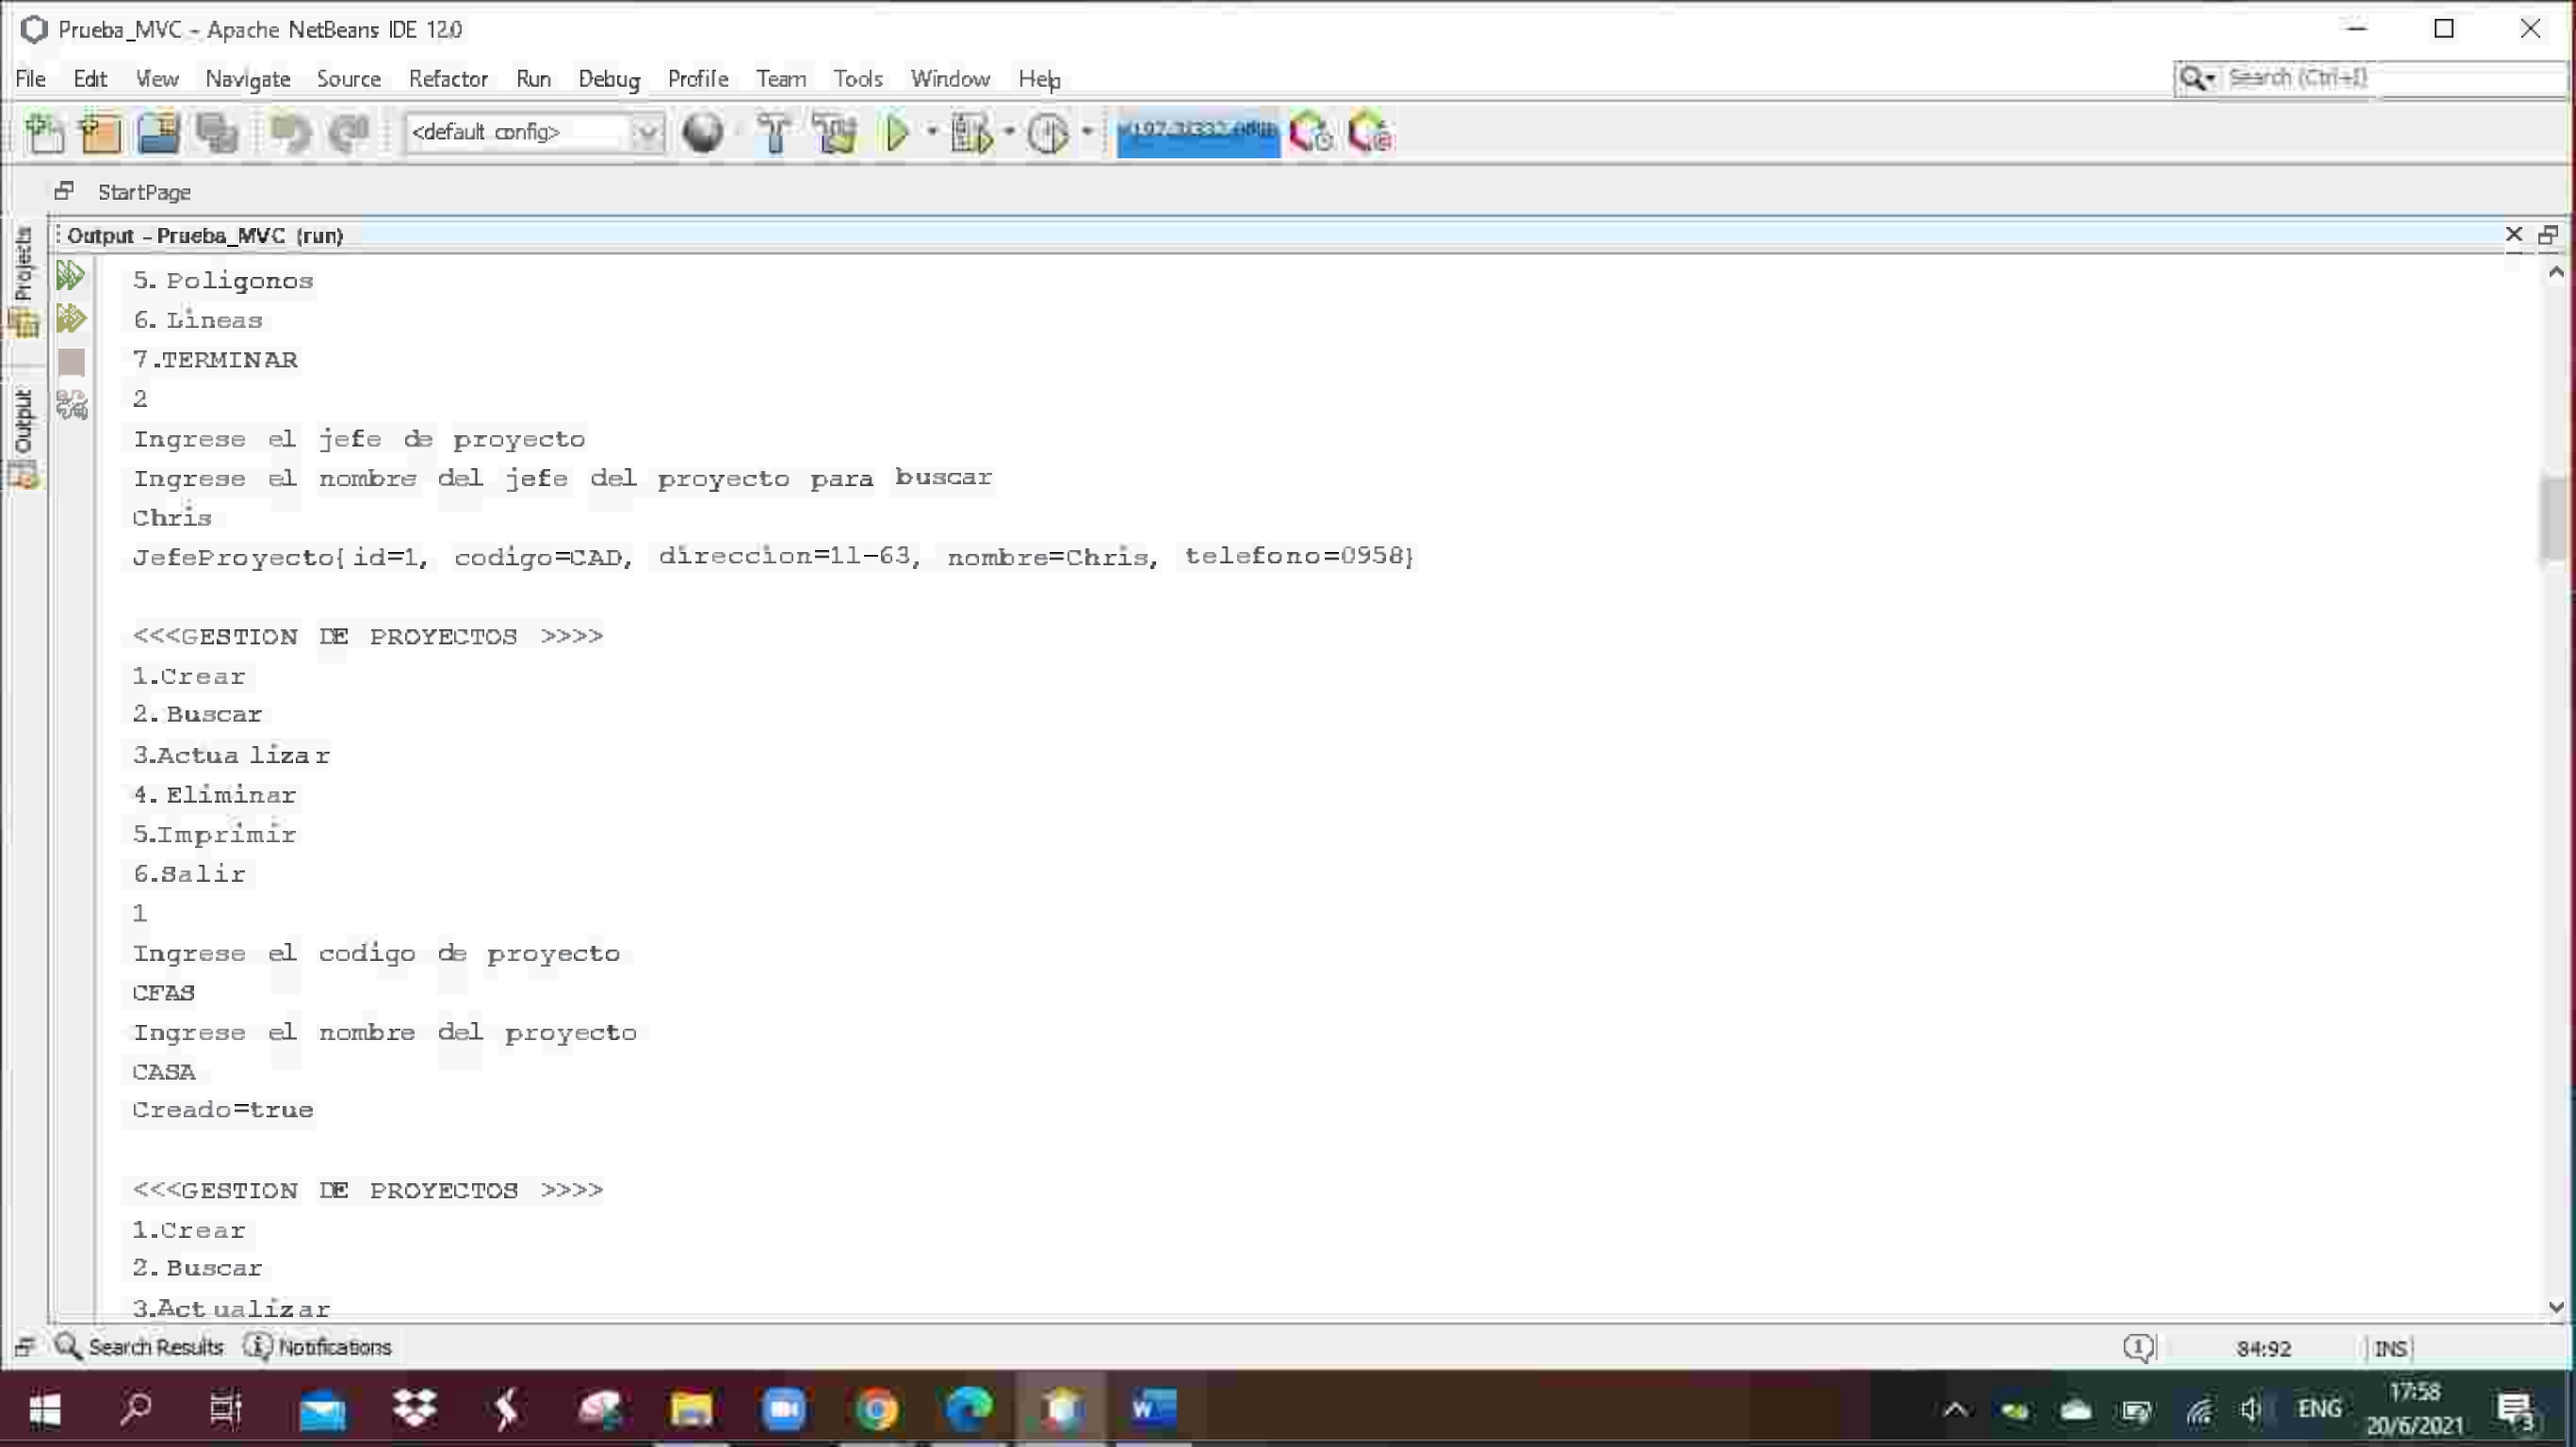 Prueba_MVC - Apache NetBeans IDE 12.0
File Edit View Navigate Source Refactor Run Debug Profile Team Tools Window Help
Search (Ctrl+I)
<default config>
StartPage
Projects
Output
Output - Prueba_MVC (run)
5. Poligonos
6. Lineas
7.TERMINAR
2
Ingrese el jefe de proyecto
Ingrese el nombre del jefe del proyecto para buscar
Chris
JefeProyecto{id=1, codigo=CAD, direccion=11-63, nombre=Chris, telefono=0958}
<<<GESTION DE PROYECTOS >>>>
1.Crear
2. Buscar
3.Actualizar
4. Eliminar
5.Imprimir
6.Salir
1
Ingrese el codigo de proyecto
CFAS
Ingrese el nombre del proyecto
CASA
Creado=true
<<<GESTION DE PROYECTOS >>>>
1.Crear
2. Buscar
3.Actualizar
Search Results Notifications
1 84:92 INS
ENG
17:58
20/6/2021
3